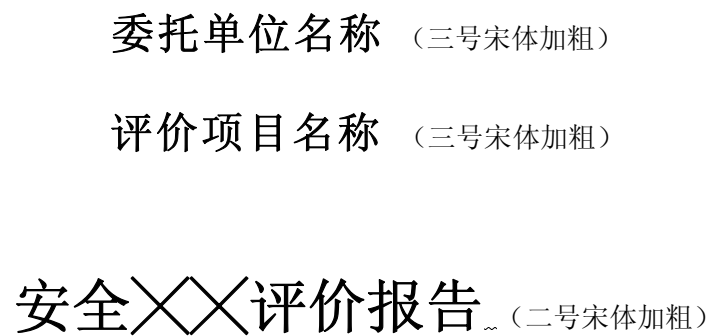 委托单位名称 （三号宋体加粗）
评价项目名称 （三号宋体加粗）
安全××评价报告 （二号宋体加粗）